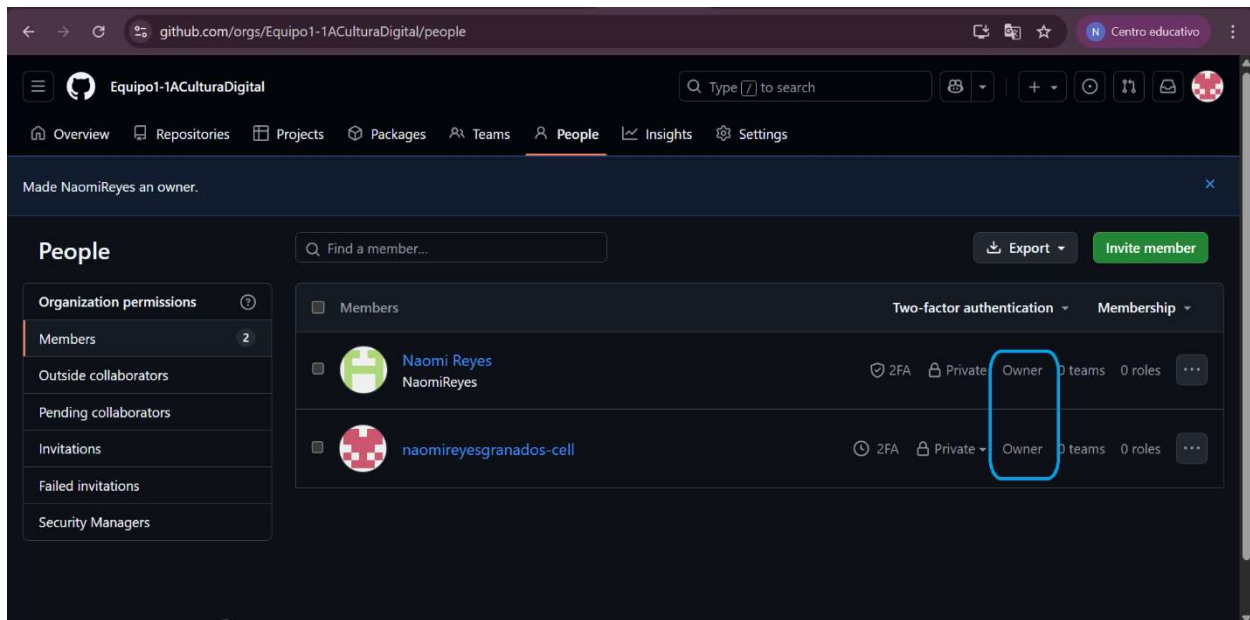 github.com/orgs/Equipo1-1ACulturaDigital/people
N Centro educativo
Equipo1-1ACulturaDigital
Type / to search
Overview Repositories Projects Packages Teams People Insights Settings
Made NaomiReyes an owner.
People
Find a member...
Export
Invite member
Organization permissions
Members 2
Outside collaborators
Pending collaborators
Invitations
Failed invitations
Security Managers
Members Two-factor authentication Membership
Naomi Reyes
NaomiReyes
2FA Private Owner 0 teams 0 roles
naomireyesgranados-cell
2FA Private Owner 0 teams 0 roles